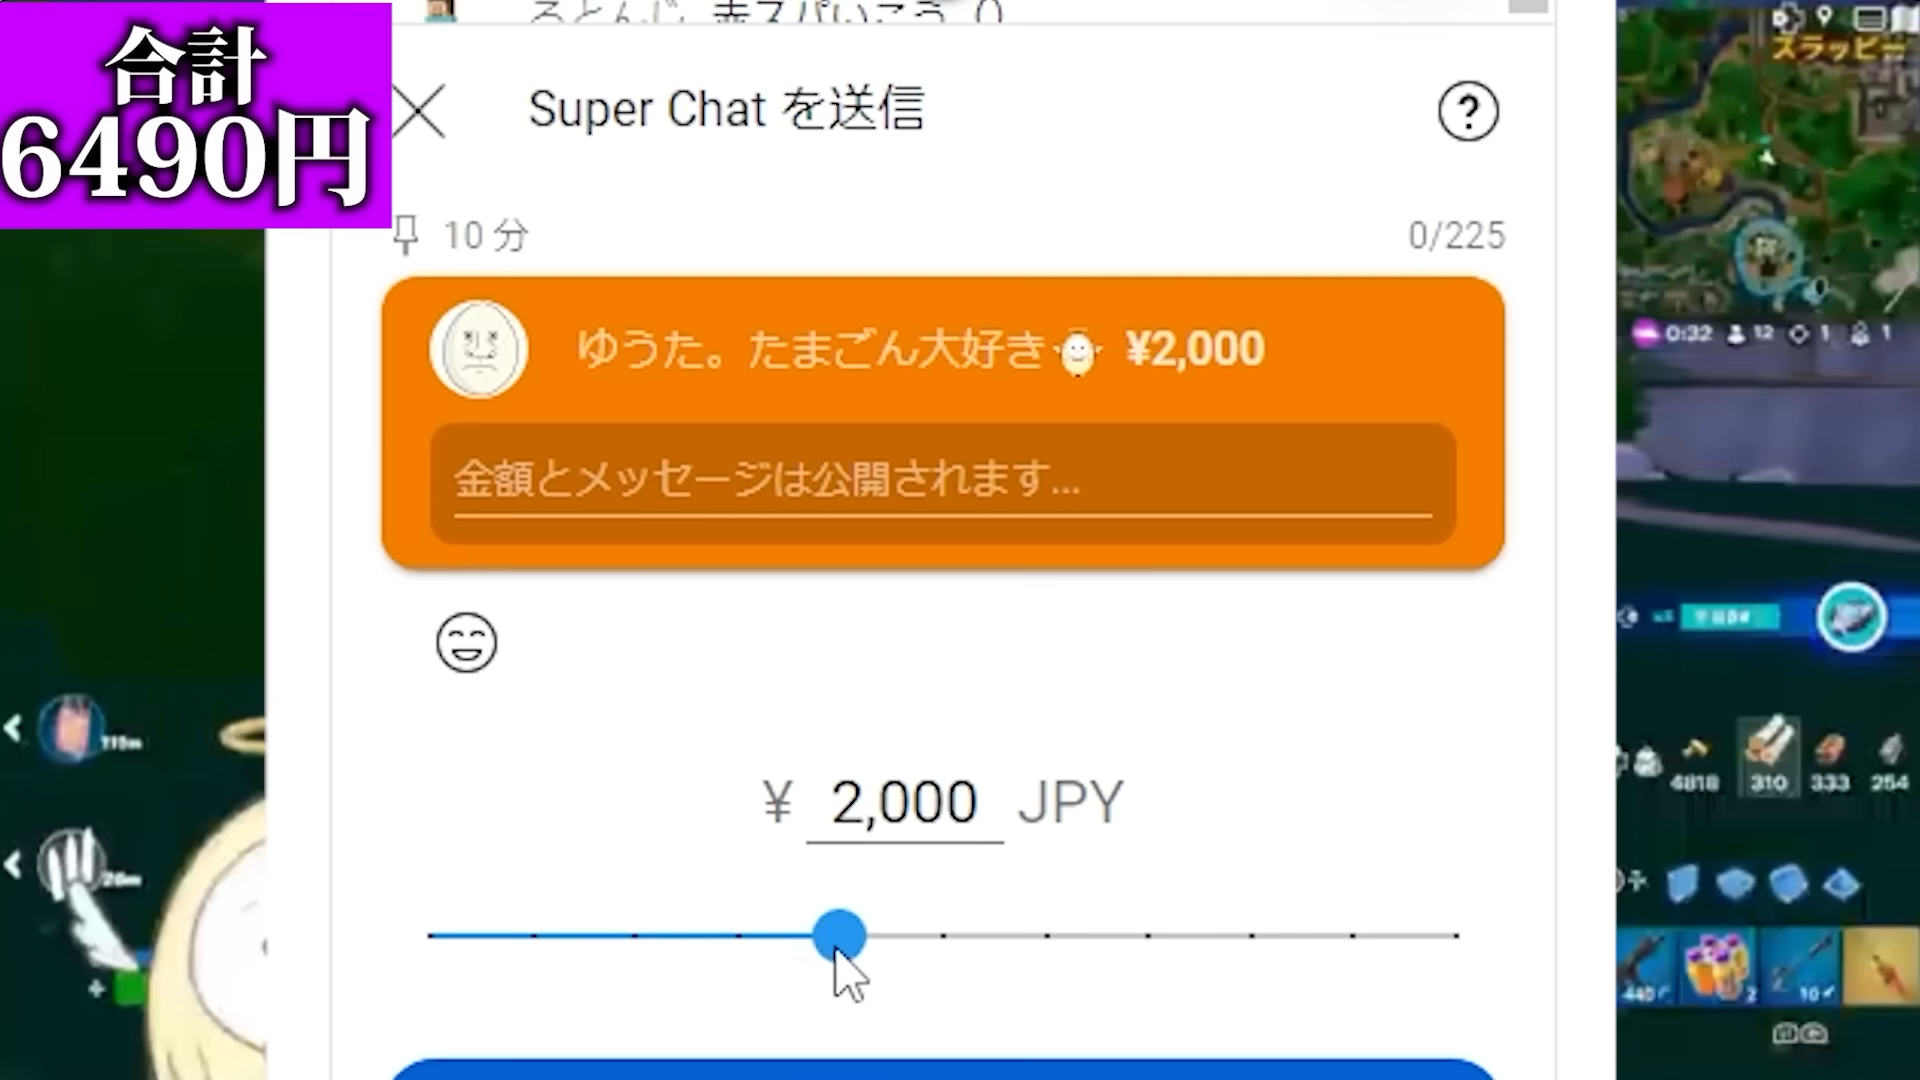 合計
6490円
Super Chat を送信
10 分
0/225
ゆうた。たまごん大好き ¥2,000
金額とメッセージは公開されます...
¥ 2,000 JPY
スラッピー
0:32 12 1 1
4818 310 333 254
2
10